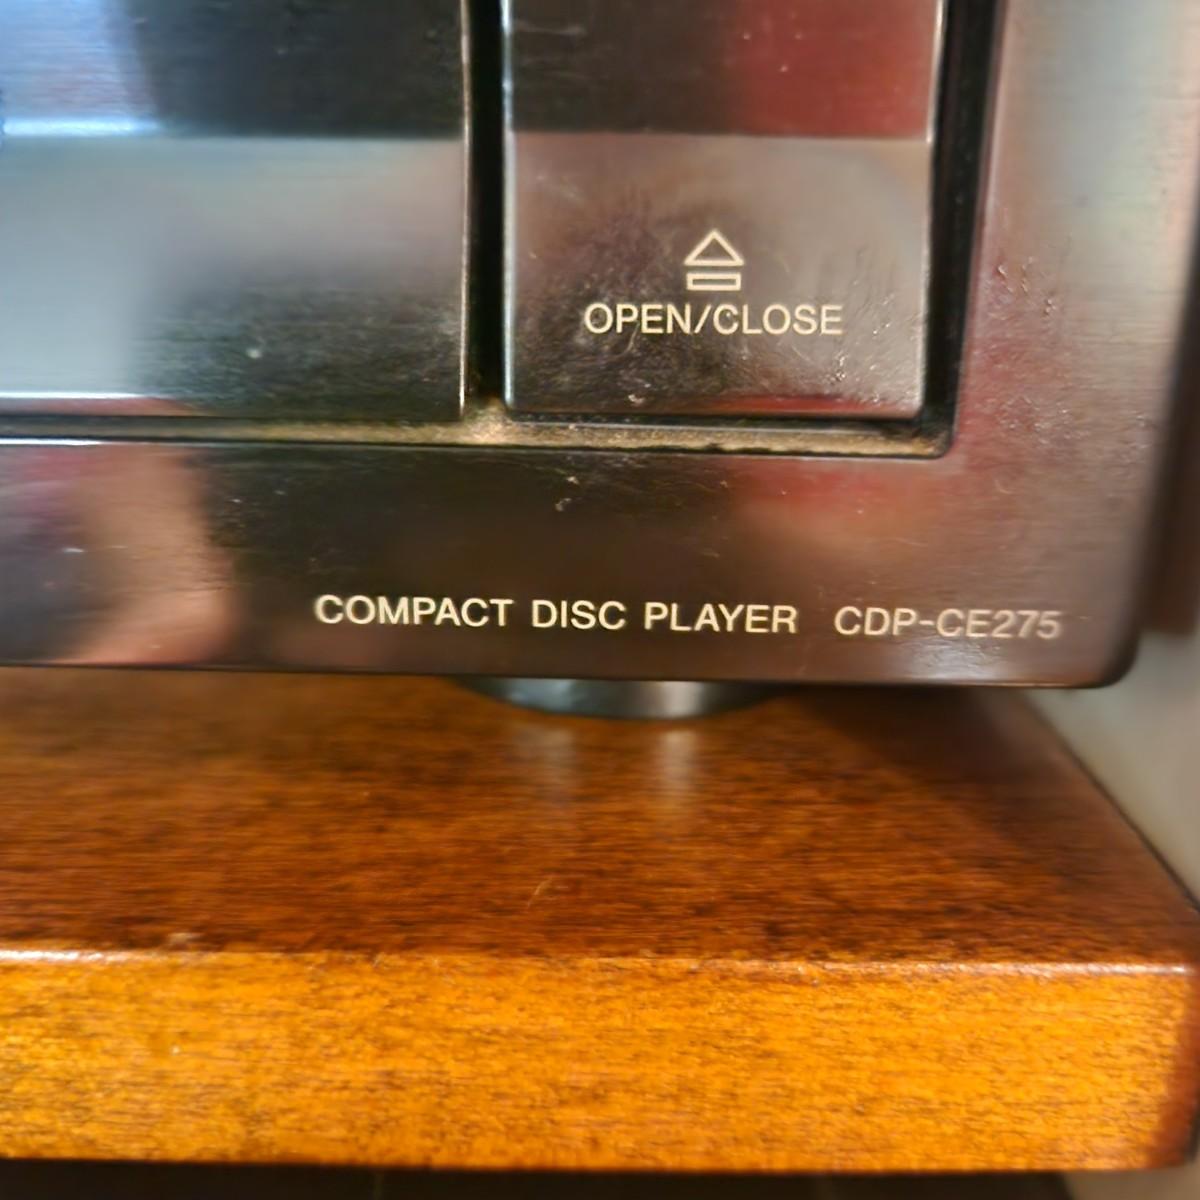 OPEN/CLOSE
COMPACT DISC PLAYER CDP-CE275